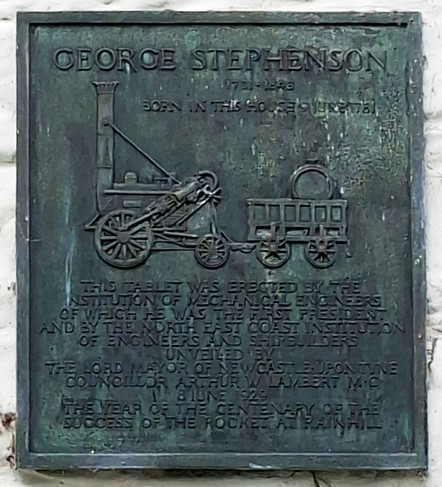 GEORGE STEPHENSON
1781-1848
BORN IN THIS HOUSE 9 JUNE 1781
THIS TABLET WAS ERECTED BY THE
INSTITUTION OF MECHANICAL ENGINEERS
OF WHICH HE WAS THE FIRST PRESIDENT
AND BY THE NORTH EAST COAST INSTITUTION
OF ENGINEERS AND SHIPBUILDERS
UNVEILED BY
THE LORD MAYOR OF NEWCASTLE UPON TYNE
COUNCILLOR ARTHUR W LAMBERT M·C
8 JUNE 1929
THE YEAR OF THE CENTENARY OF THE
SUCCESS OF THE ROCKET AT RAINHILL